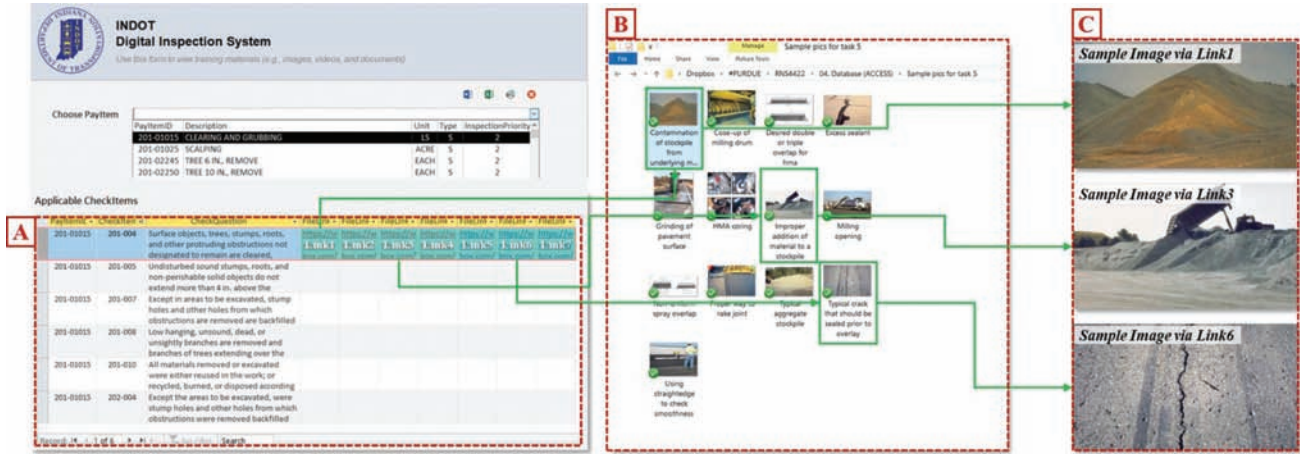 INDOT
Digital Inspection System
Use this form to view training materials (e.g., images, videos, and documents)
Choose PayItem
PayItemID Description Unit Type InspectionPriority
201-01015 CLEARING AND GRUBBING LS S 2
201-01025 SCALPING ACRE S 2
201-02245 TREE 6 IN., REMOVE EACH S 2
201-02250 TREE 10 IN., REMOVE EACH S 2
Applicable CheckItems
A
PayItemID CheckItem CheckQuestion FileLink FileLink FileLink FileLink FileLink FileLink FileLink
201-01015 201-004 Surface objects, trees, stumps, roots,
and other protruding obstructions not
designated to remain are cleared,
Link1 Link2 Link3 Link4 Link5 Link6 Link7
201-01015 201-005 Undisturbed sound stumps, roots, and
non-perishable solid objects do not
extend more than 4 in. above the
201-01015 201-007 Except in areas to be excavated, stump
holes and other holes from which
obstructions are removed are backfilled
201-01015 201-008 Low hanging, unsound, dead, or
unsightly branches are removed and
branches of trees extending over the
201-01015 201-010 All materials removed or excavated
were either reused in the work; or
recycled, burned, or disposed according
201-01015 202-004 Except the areas to be excavated, were
stump holes and other holes from which
obstructions were removed backfilled
Record: 1 of 6 No Filter Search
B
Manage Sample pics for task 5
File Home Share View Picture Tools
Dropbox PURDUE RNS4422 04. Database (ACCESS) Sample pics for task 5
Contamination
of stockpile
from
underlying m...
Cose-up of
milling drum
Desired double
or triple
overlap for
hma
Excess sealant
Grinding of
pavement
surface
HMA coring
Improper
addition of
material to a
stockpile
Milling
opening
spray overlap
Proper way to
rake joint
Typical
aggregate
stockpile
Typical crack
that should be
sealed prior to
overlay
Using
straightedge
to check
smoothness
C
Sample Image via Link1
Sample Image via Link3
Sample Image via Link6